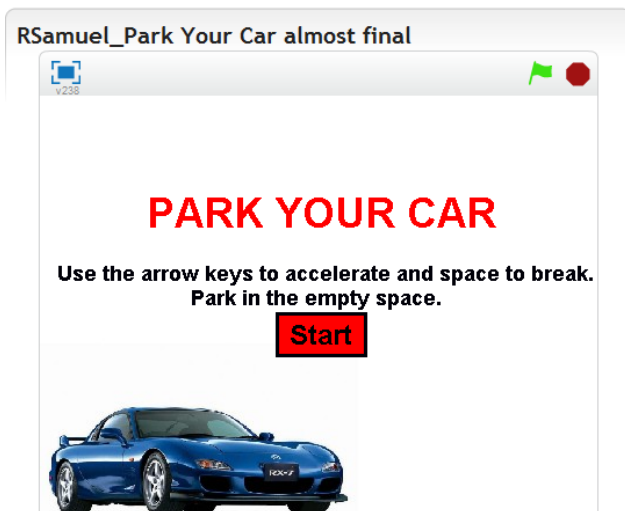 RSamuel_Park Your Car almost final
v238
PARK YOUR CAR
Use the arrow keys to accelerate and space to break.
Park in the empty space.
Start
RX-7